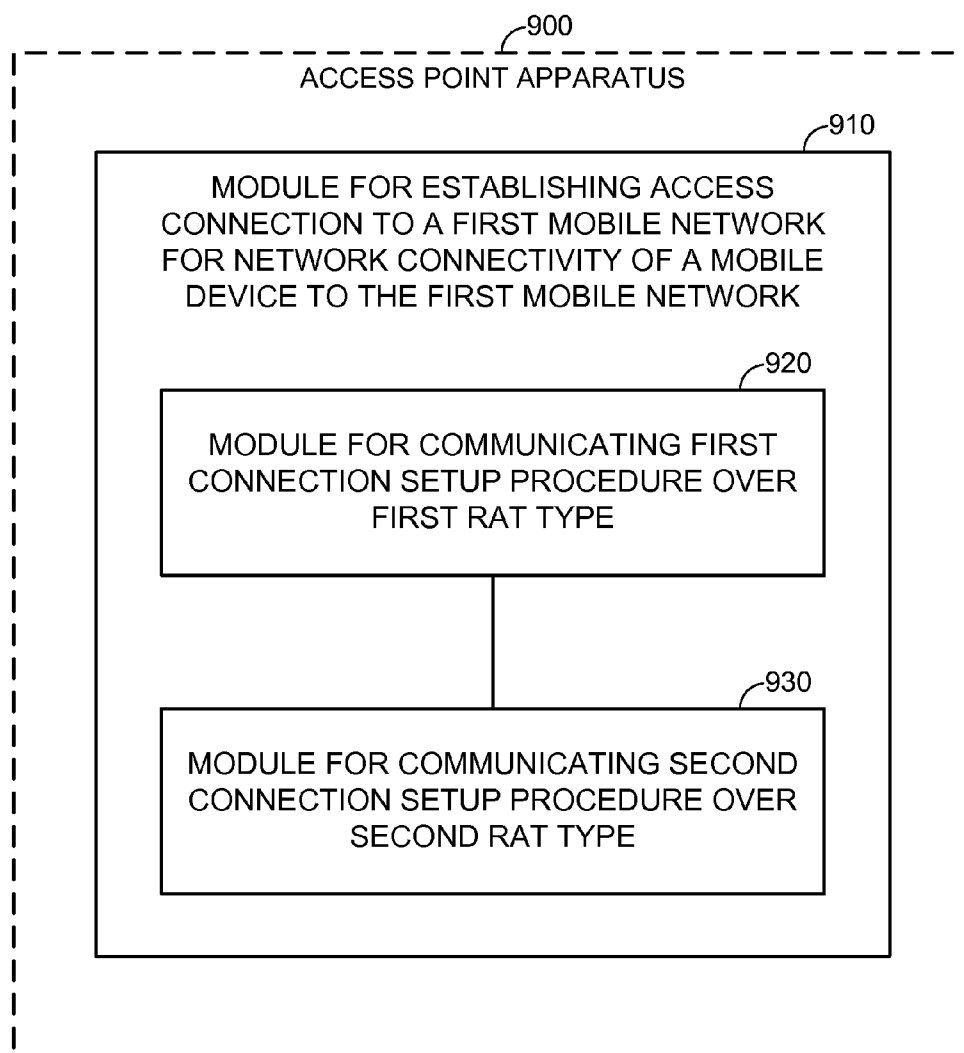 900
ACCESS POINT APPARATUS
910
MODULE FOR ESTABLISHING ACCESS
CONNECTION TO A FIRST MOBILE NETWORK
FOR NETWORK CONNECTIVITY OF A MOBILE
DEVICE TO THE FIRST MOBILE NETWORK
920
MODULE FOR COMMUNICATING FIRST
CONNECTION SETUP PROCEDURE OVER
FIRST RAT TYPE
930
MODULE FOR COMMUNICATING SECOND
CONNECTION SETUP PROCEDURE OVER
SECOND RAT TYPE